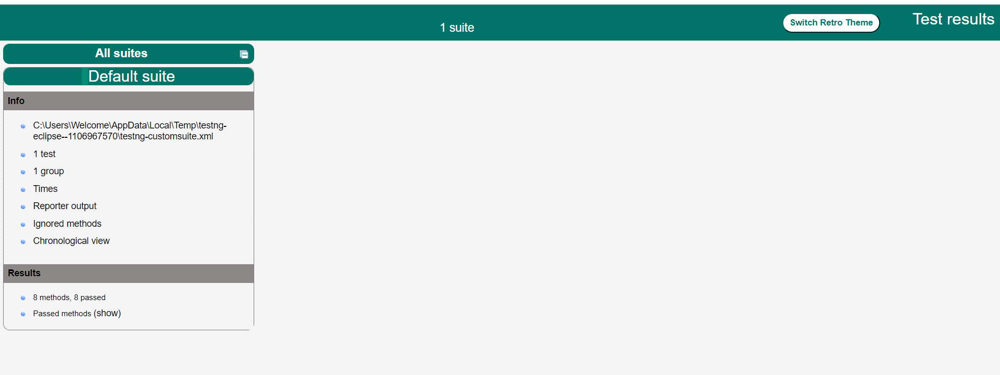 1 suite
Switch Retro Theme
Test results
All suites
Default suite
Info
C:\Users\Welcome\AppData\Local\Temp\testng-
eclipse--1106967570\testng-customsuite.xml
1 test
1 group
Times
Reporter output
Ignored methods
Chronological view
Results
8 methods, 8 passed
Passed methods (show)